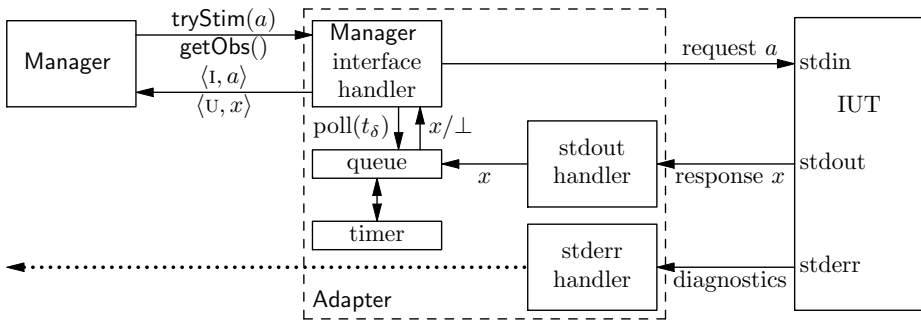 Manager
tryStim(a)
getObs()
⟨I, a⟩
⟨U, x⟩
Manager
interface
handler
request a
stdin
IUT
poll(t_δ)
x/⊥
queue
x
stdout
handler
response x
stdout
timer
stderr
handler
diagnostics
stderr
Adapter